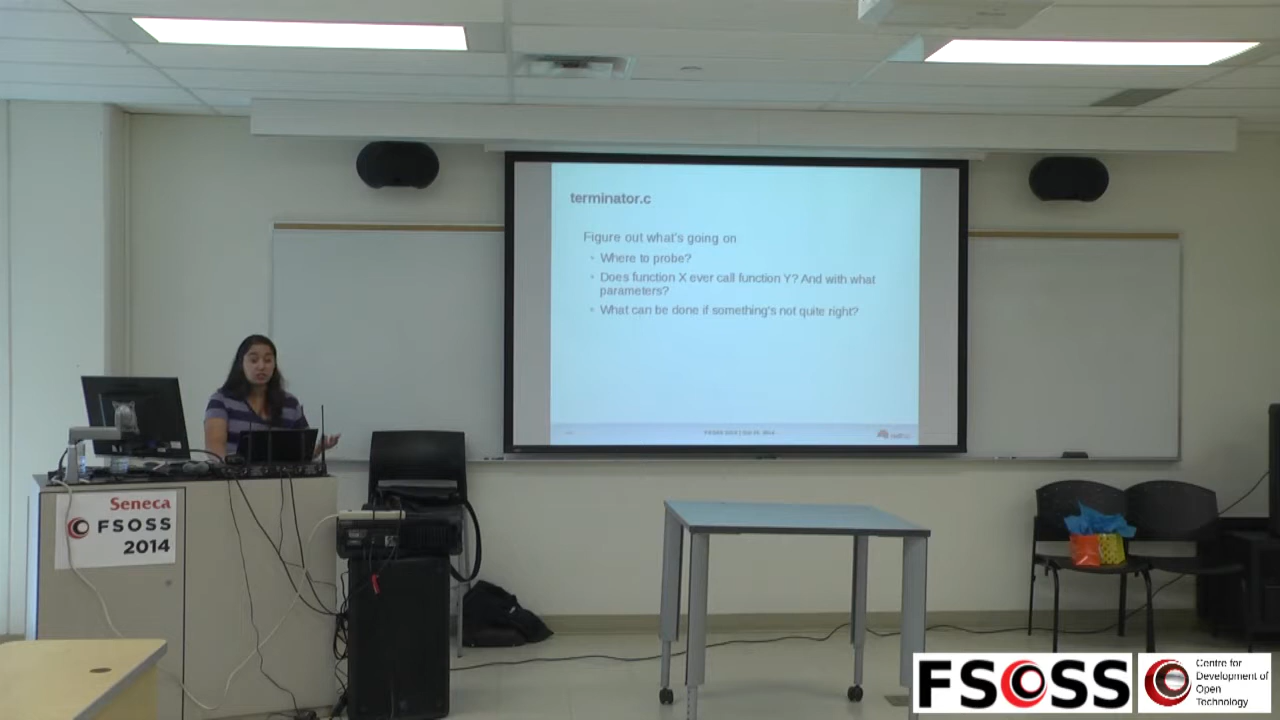 terminator.c
Figure out what's going on
Where to probe?
Does function X ever call function Y? And with what
parameters?
What can be done if something's not quite right?
Seneca
FSOSS
2014
FSOSS
Centre for
Development of
Open
Technology